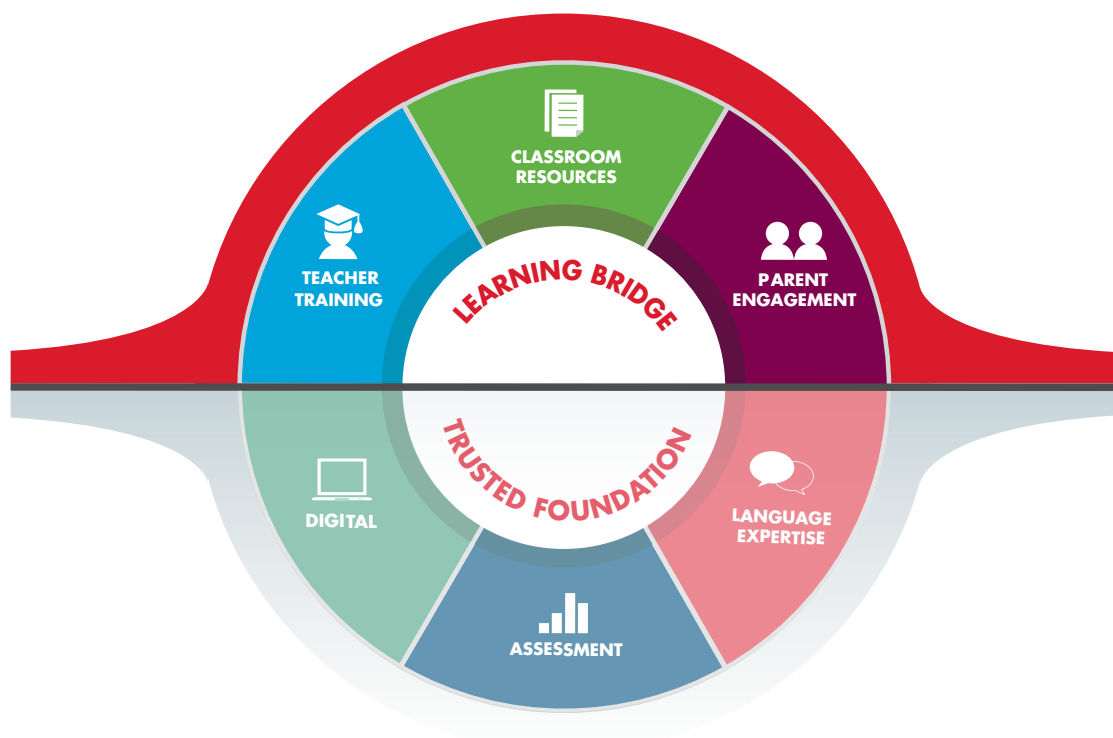 CLASSROOM
RESOURCES
TEACHER
TRAINING
PARENT
ENGAGEMENT
LEARNING BRIDGE
TRUSTED FOUNDATION
DIGITAL
LANGUAGE
EXPERTISE
ASSESSMENT